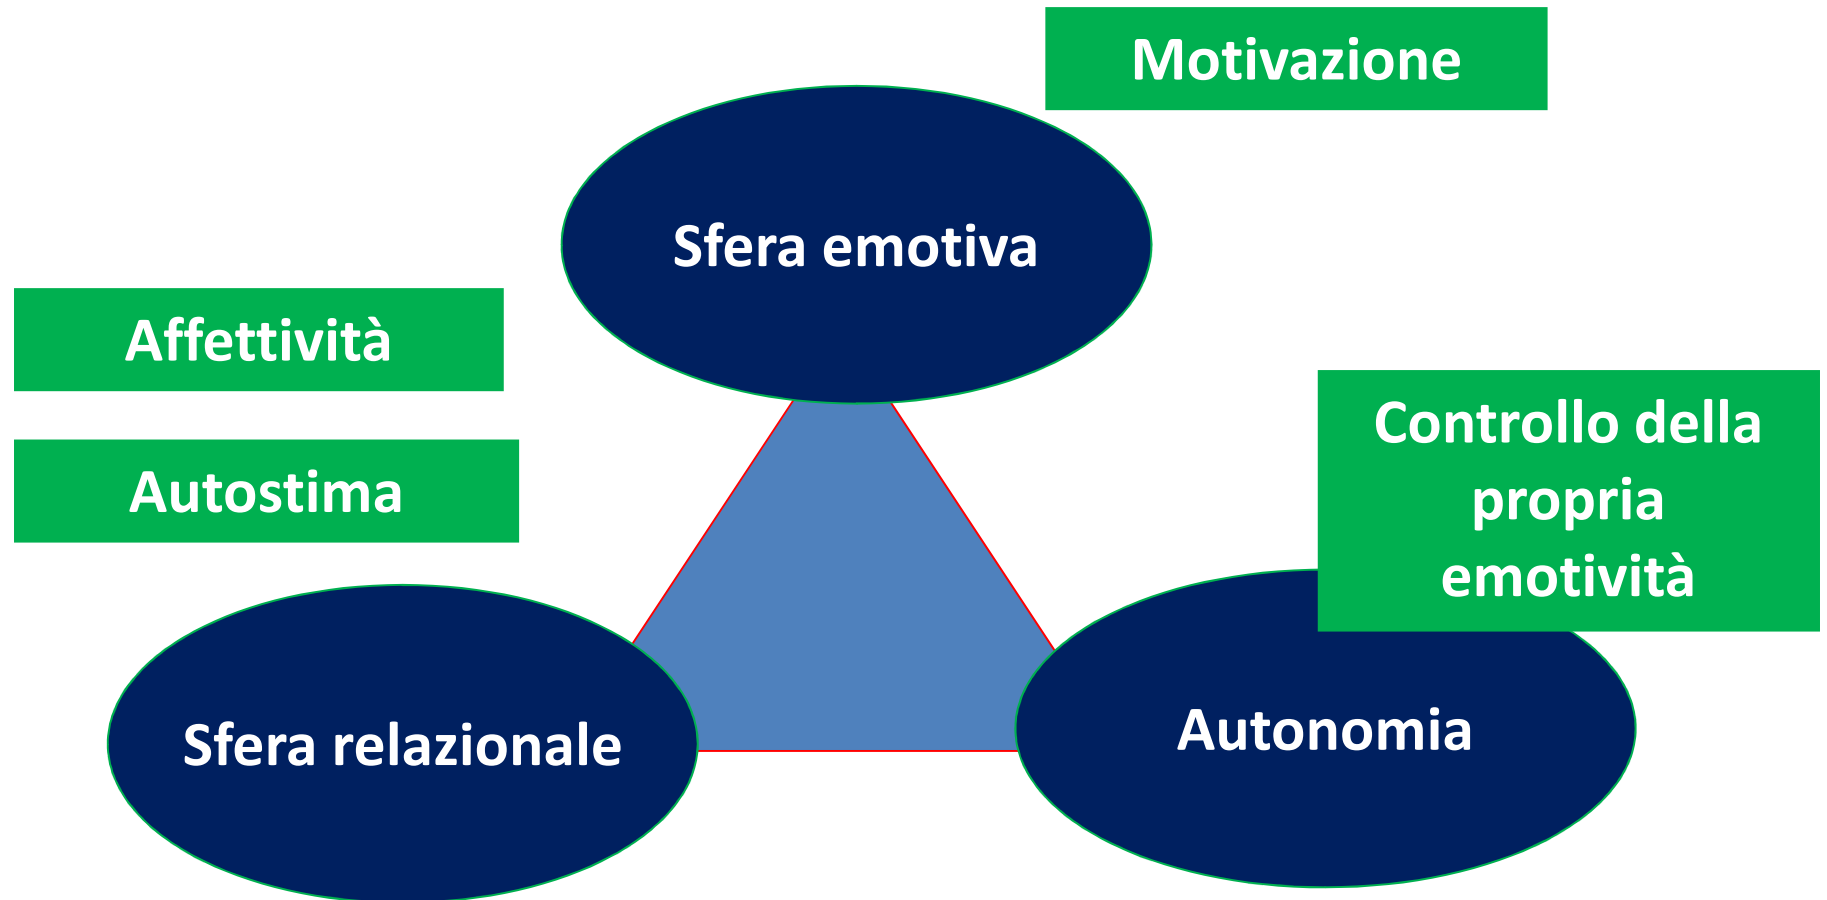 Motivazione
Sfera emotiva
Affettività
Autostima
Controllo della
propria
emotività
Sfera relazionale
Autonomia